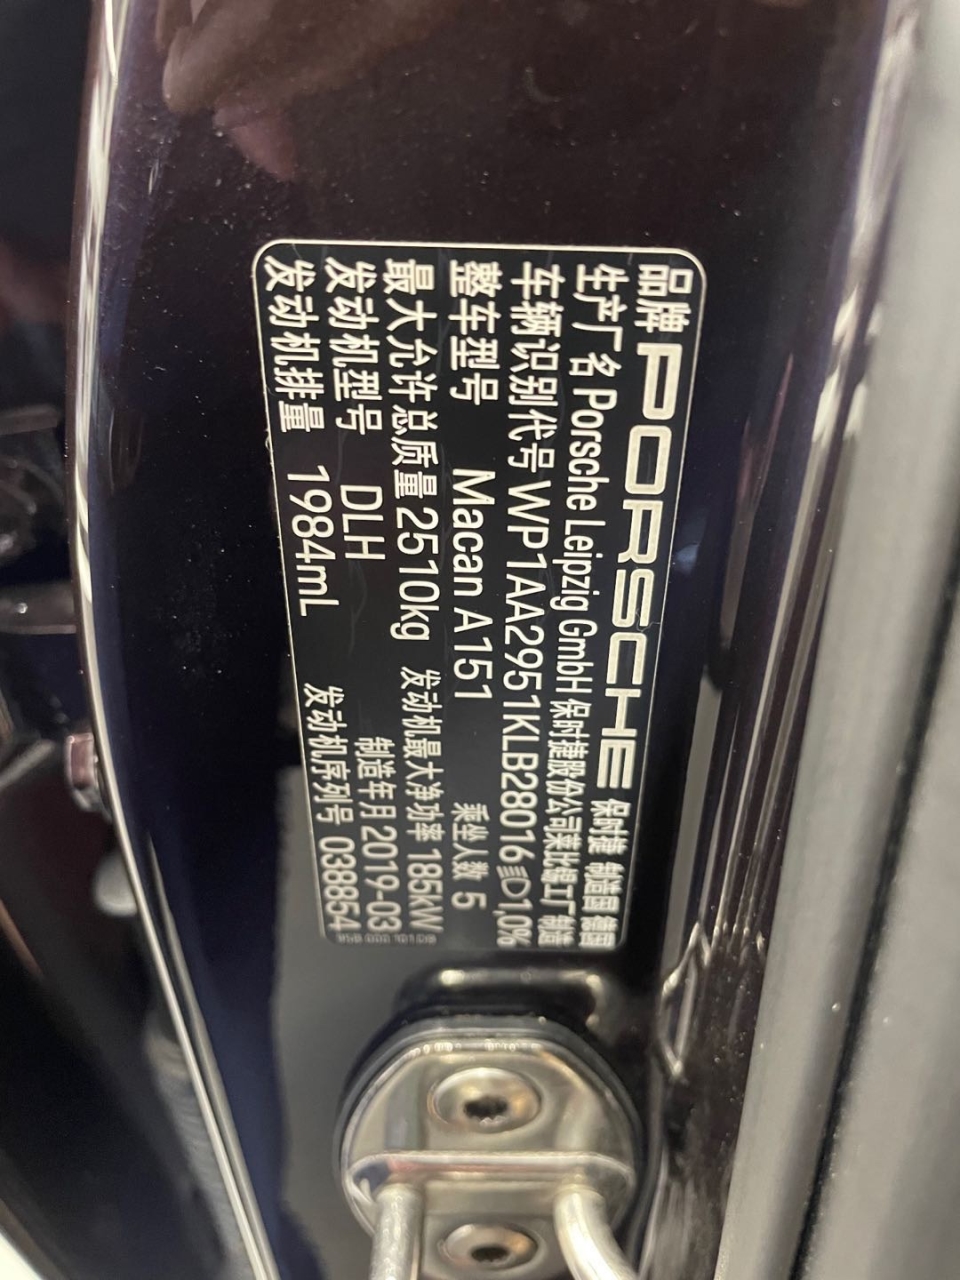 品牌 PORSCHE 保时捷 制造国 德国
生产厂名 Porsche Leipzig GmbH 保时捷股份公司莱比锡工厂 制造
车辆识别代号 WP1AA2951KLB28016 D1,0%
整车型号 Macan A151 乘坐人数 5
最大允许总质量 2510kg 发动机最大净功率 185kW
发动机型号 DLH 制造年月 2019-03
发动机排量 1984mL 发动机序列号 038854